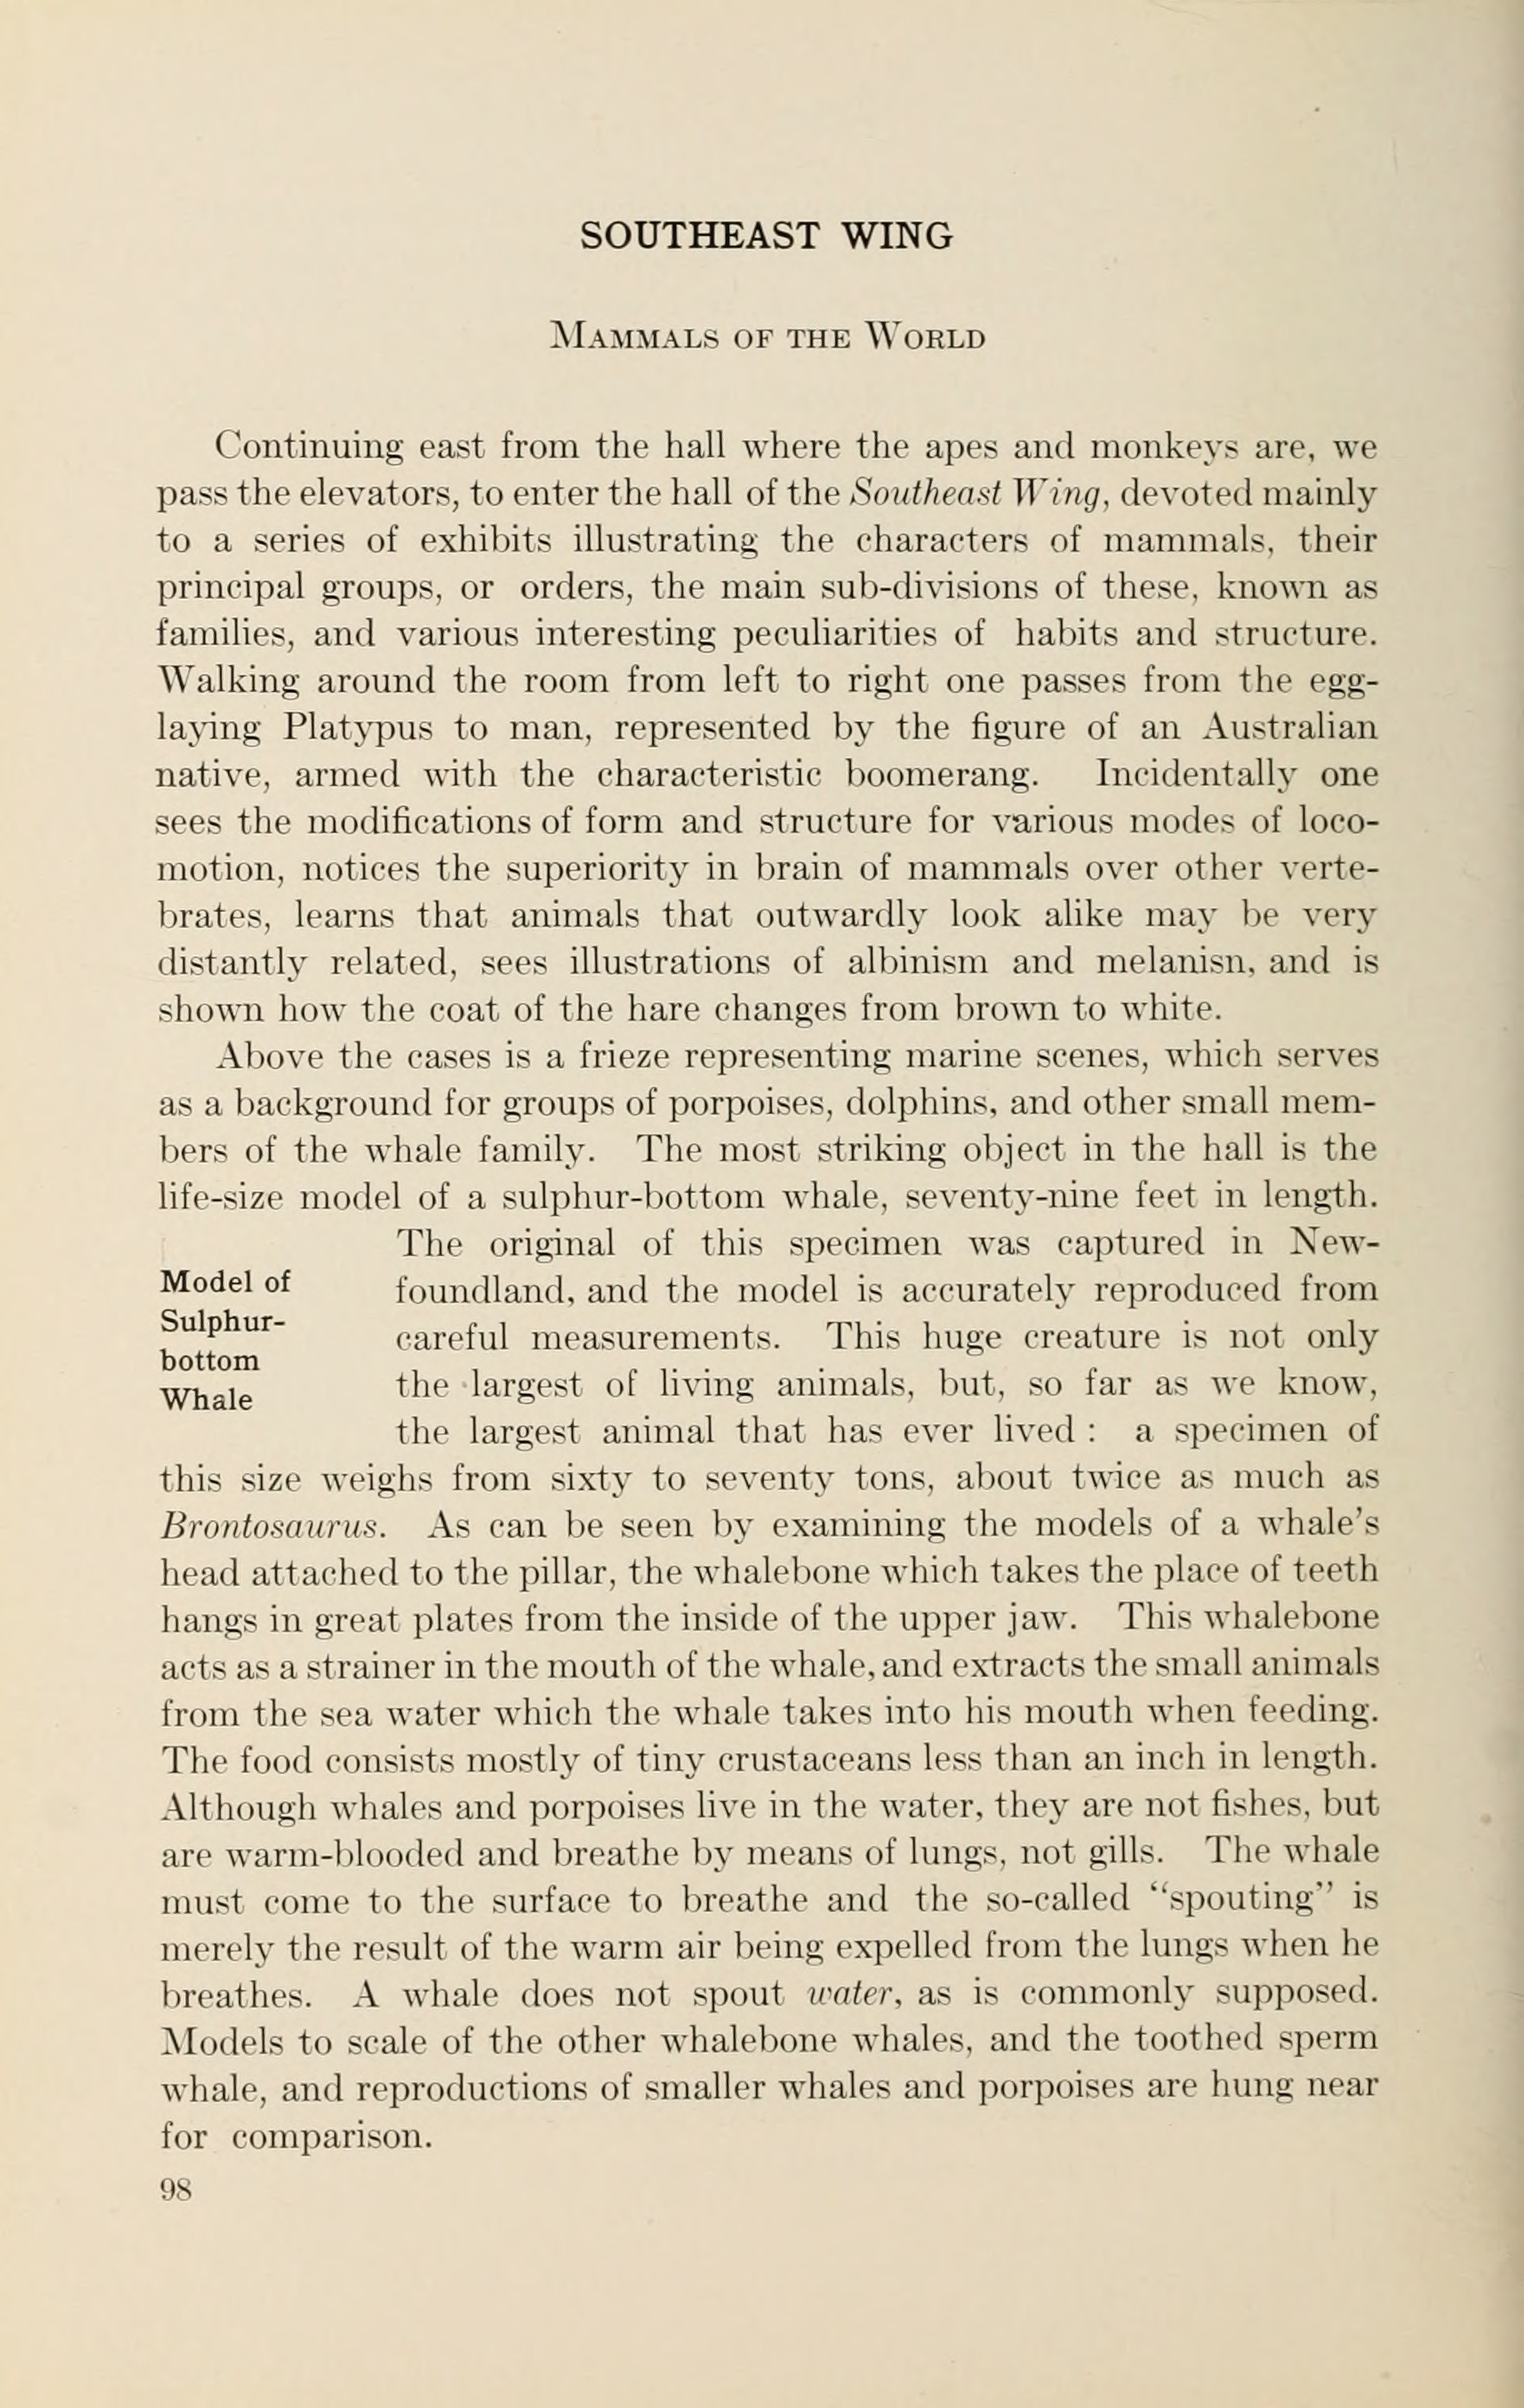 SOUTHEAST WING
Mammals of the World
Continuing east from the hall where the apes and monkeys are, we
pass the elevators, to enter the hall of the Southeast Wing, devoted mainly
to a series of exhibits illustrating the characters of mammals, their
principal groups, or orders, the main sub-divisions of these, known as
families, and various interesting peculiarities of habits and structure.
Walking around the room from left to right one passes from the egg-
laying Platypus to man, represented by the figure of an Australian
native, armed with the characteristic boomerang. Incidentally one
sees the modifications of form and structure for various modes of loco-
motion, notices the superiority in brain of mammals over other verte-
brates, learns that animals that outwardly look alike may be very
distantly related, sees illustrations of albinism and melanisn, and is
shown how the coat of the hare changes from brown to white.
Above the cases is a frieze representing marine scenes, which serves
as a background for groups of porpoises, dolphins, and other small mem-
bers of the whale family. The most striking object in the hall is the
life-size model of a sulphur-bottom whale, seventy-nine feet in length.
Model of
Sulphur-
bottom
Whale
The original of this specimen was captured in New-
foundland, and the model is accurately reproduced from
careful measurements. This huge creature is not only
the largest of living animals, but, so far as we know,
the largest animal that has ever lived : a specimen of
this size weighs from sixty to seventy tons, about twice as much as
Brontosaurus. As can be seen by examining the models of a whale's
head attached to the pillar, the whalebone which takes the place of teeth
hangs in great plates from the inside of the upper jaw. This whalebone
acts as a strainer in the mouth of the whale, and extracts the small animals
from the sea water which the whale takes into his mouth when feeding.
The food consists mostly of tiny crustaceans less than an inch in length.
Although whales and porpoises live in the water, they are not fishes, but
are warm-blooded and breathe by means of lungs, not gills. The whale
must come to the surface to breathe and the so-called “spouting” is
merely the result of the warm air being expelled from the lungs when he
breathes. A whale does not spout water, as is commonly supposed.
Models to scale of the other whalebone whales, and the toothed sperm
whale, and reproductions of smaller whales and porpoises are hung near
for comparison.
98